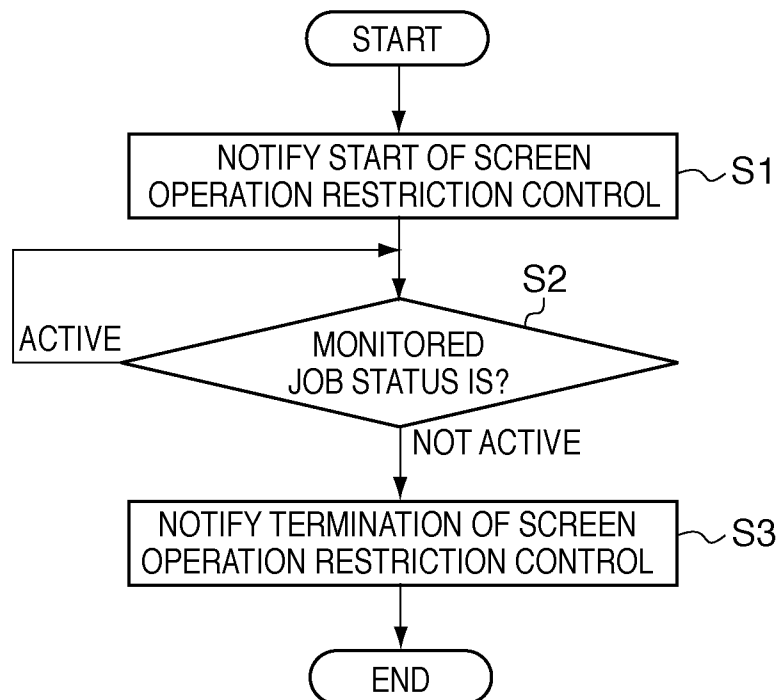 START
NOTIFY START OF SCREEN
OPERATION RESTRICTION CONTROL
S1
S2
ACTIVE
MONITORED
JOB STATUS IS?
NOT ACTIVE
NOTIFY TERMINATION OF SCREEN
OPERATION RESTRICTION CONTROL
S3
END